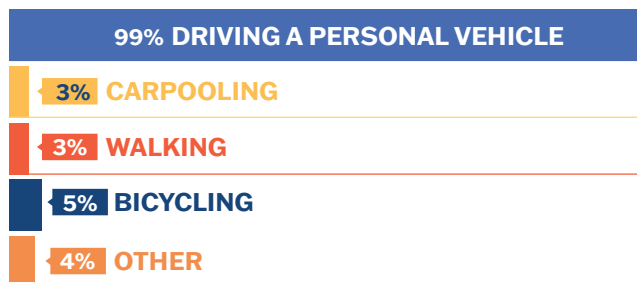 99% DRIVING A PERSONAL VEHICLE
3% CARPOOLING
3% WALKING
5% BICYCLING
4% OTHER